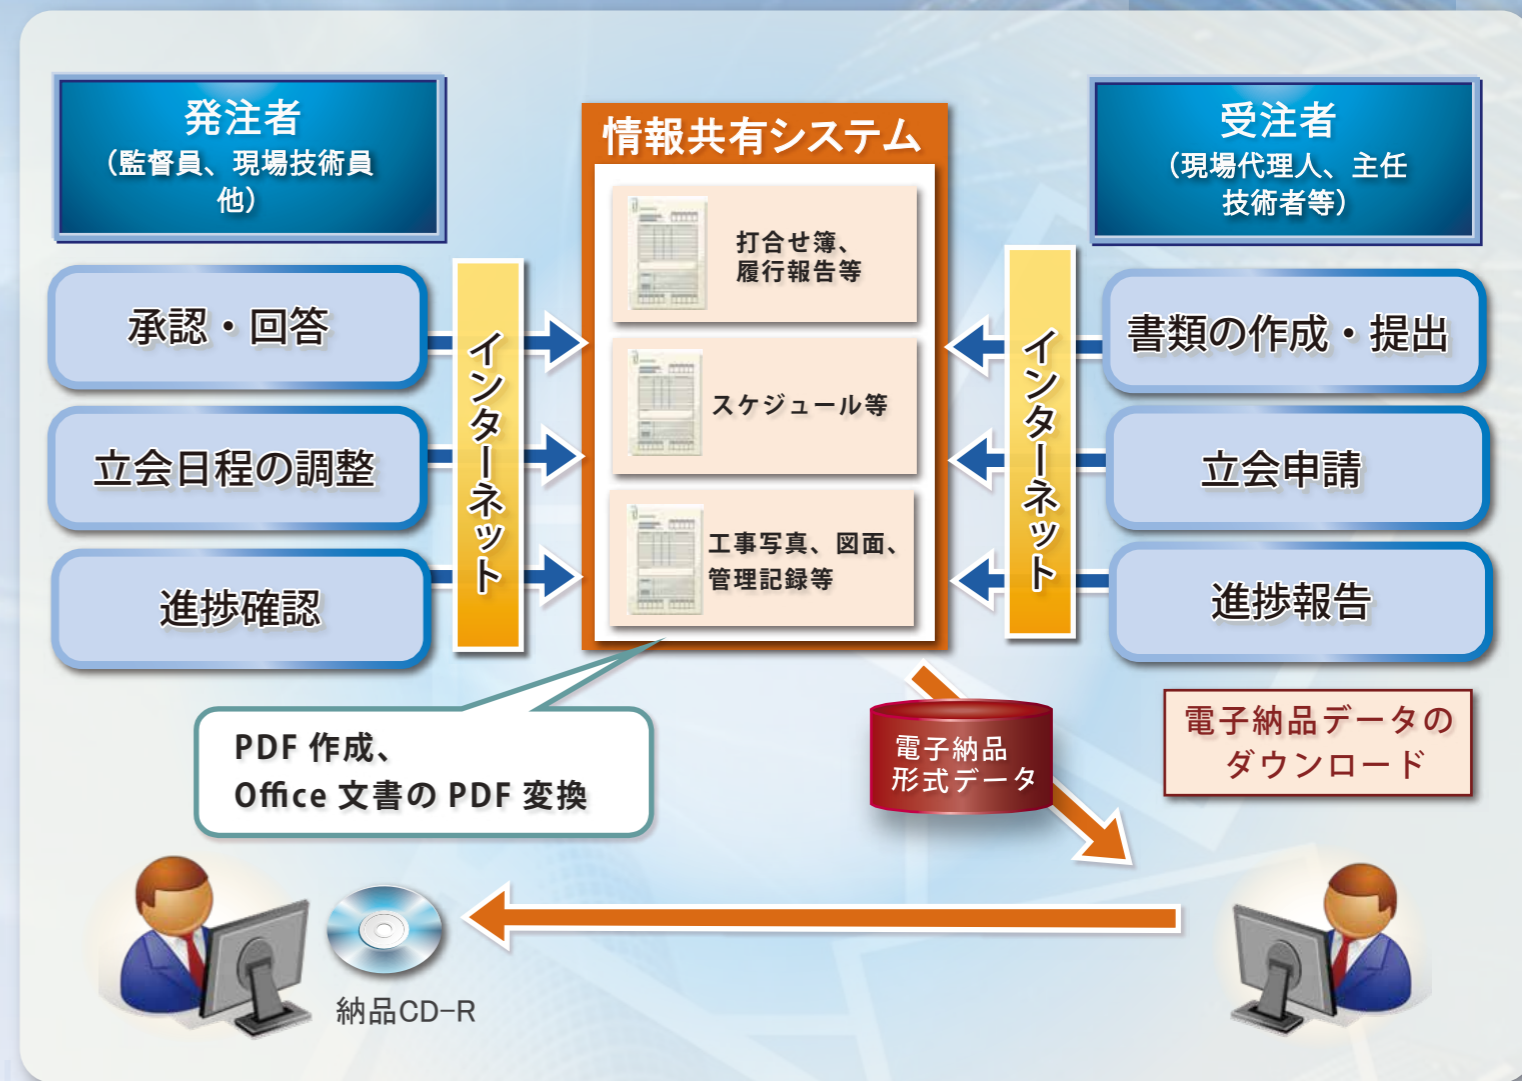 発注者
（監督員、現場技術員
他）
承認・回答
立会日程の調整
進捗確認
インターネット
情報共有システム
打合せ簿、
履行報告等
スケジュール等
工事写真、図面、
管理記録等
インターネット
受注者
（現場代理人、主任
技術者等）
書類の作成・提出
立会申請
進捗報告
PDF 作成、
Office 文書の PDF 変換
電子納品
形式データ
電子納品データの
ダウンロード
納品CD-R